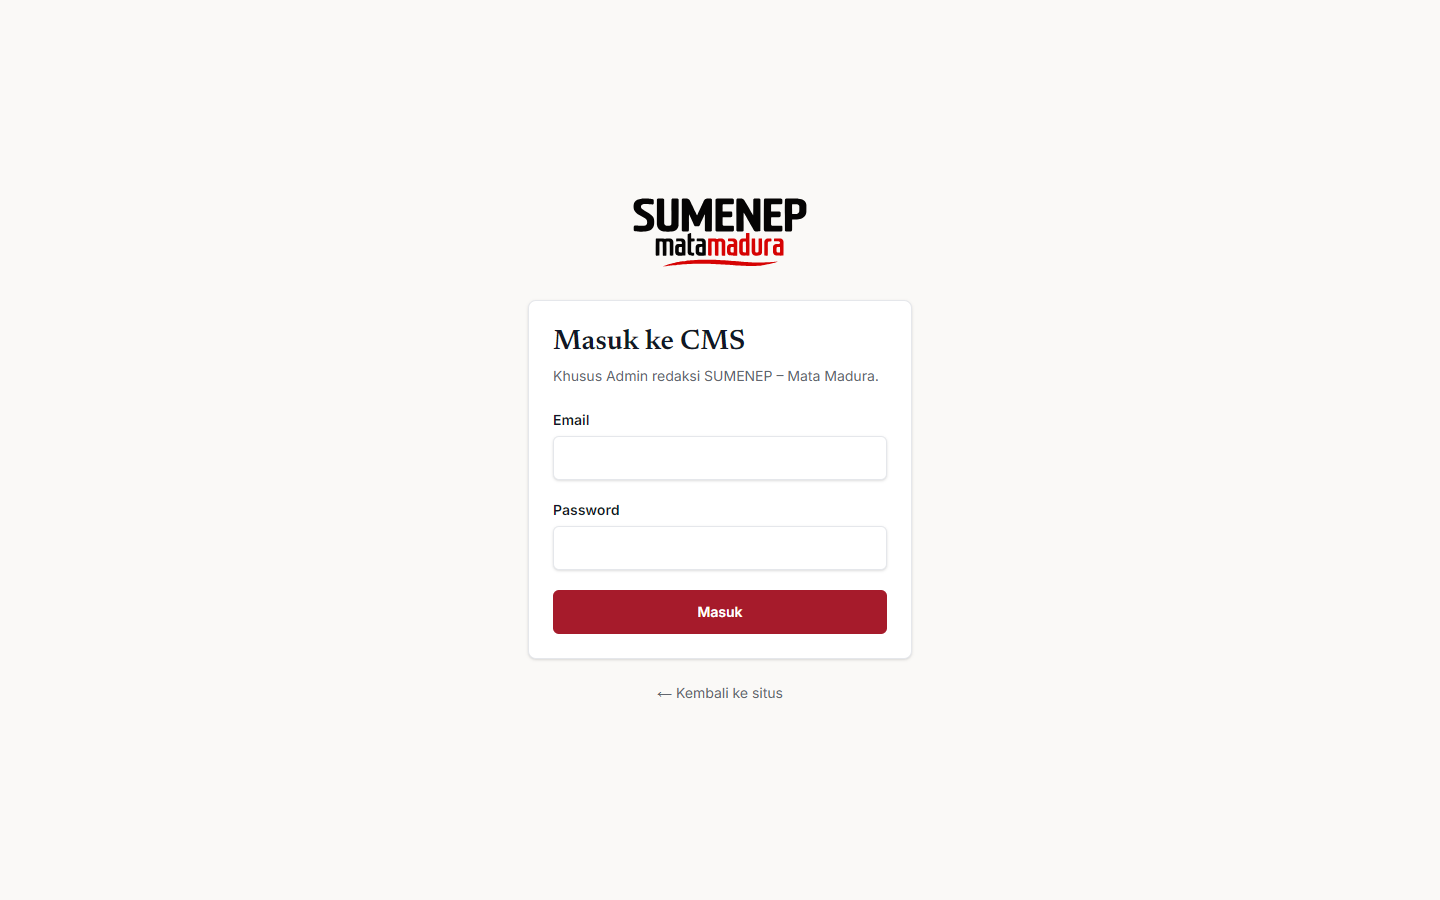 SUMENEP
matamadura
Masuk ke CMS
Khusus Admin redaksi SUMENEP – Mata Madura.
Email
Password
Masuk
← Kembali ke situs